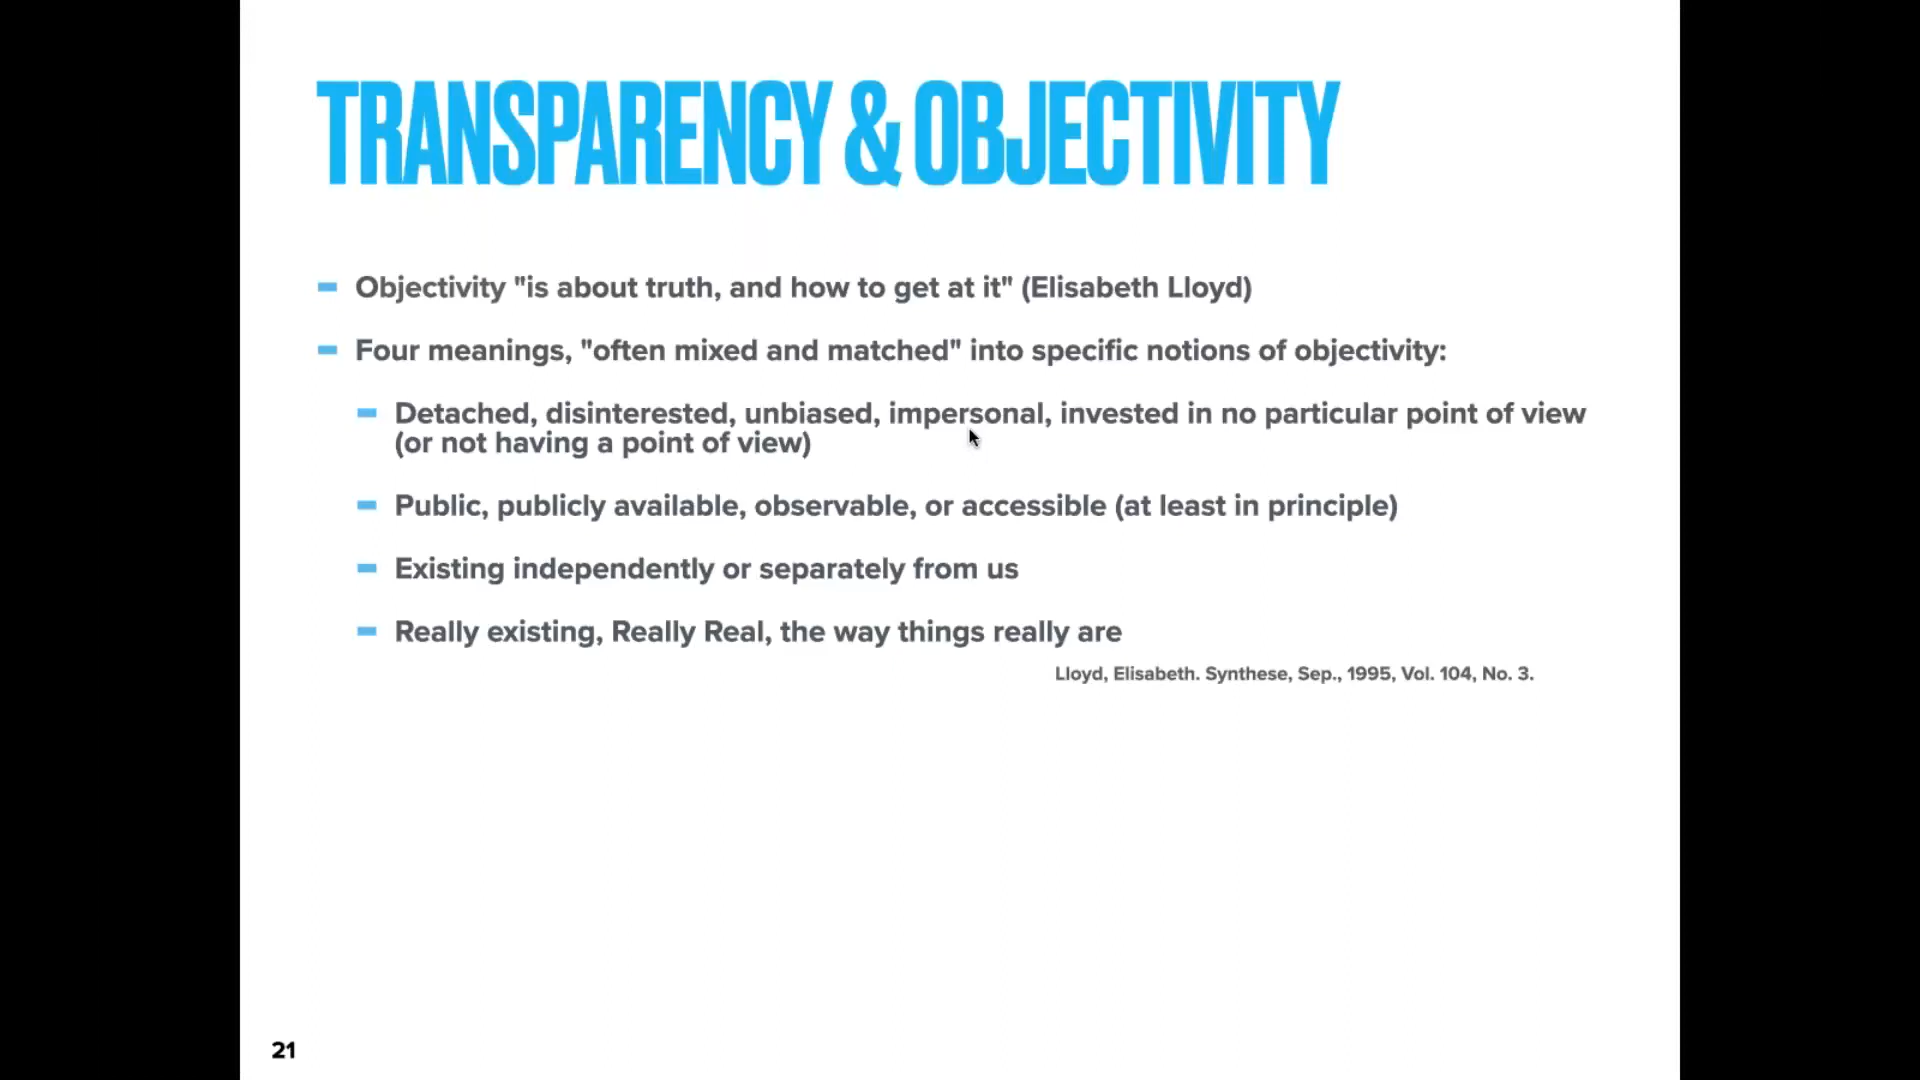 TRANSPARENCY & OBJECTIVITY
Objectivity "is about truth, and how to get at it" (Elisabeth Lloyd)
Four meanings, "often mixed and matched" into specific notions of objectivity:
Detached, disinterested, unbiased, impersonal, invested in no particular point of view
(or not having a point of view)
Public, publicly available, observable, or accessible (at least in principle)
Existing independently or separately from us
Really existing, Really Real, the way things really are
Lloyd, Elisabeth. Synthese, Sep., 1995, Vol. 104, No. 3.
21